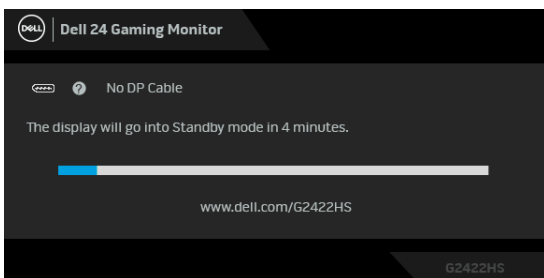 DELL
Dell 24 Gaming Monitor
? No DP Cable
The display will go into Standby mode in 4 minutes.
www.dell.com/G2422HS
G2422HS